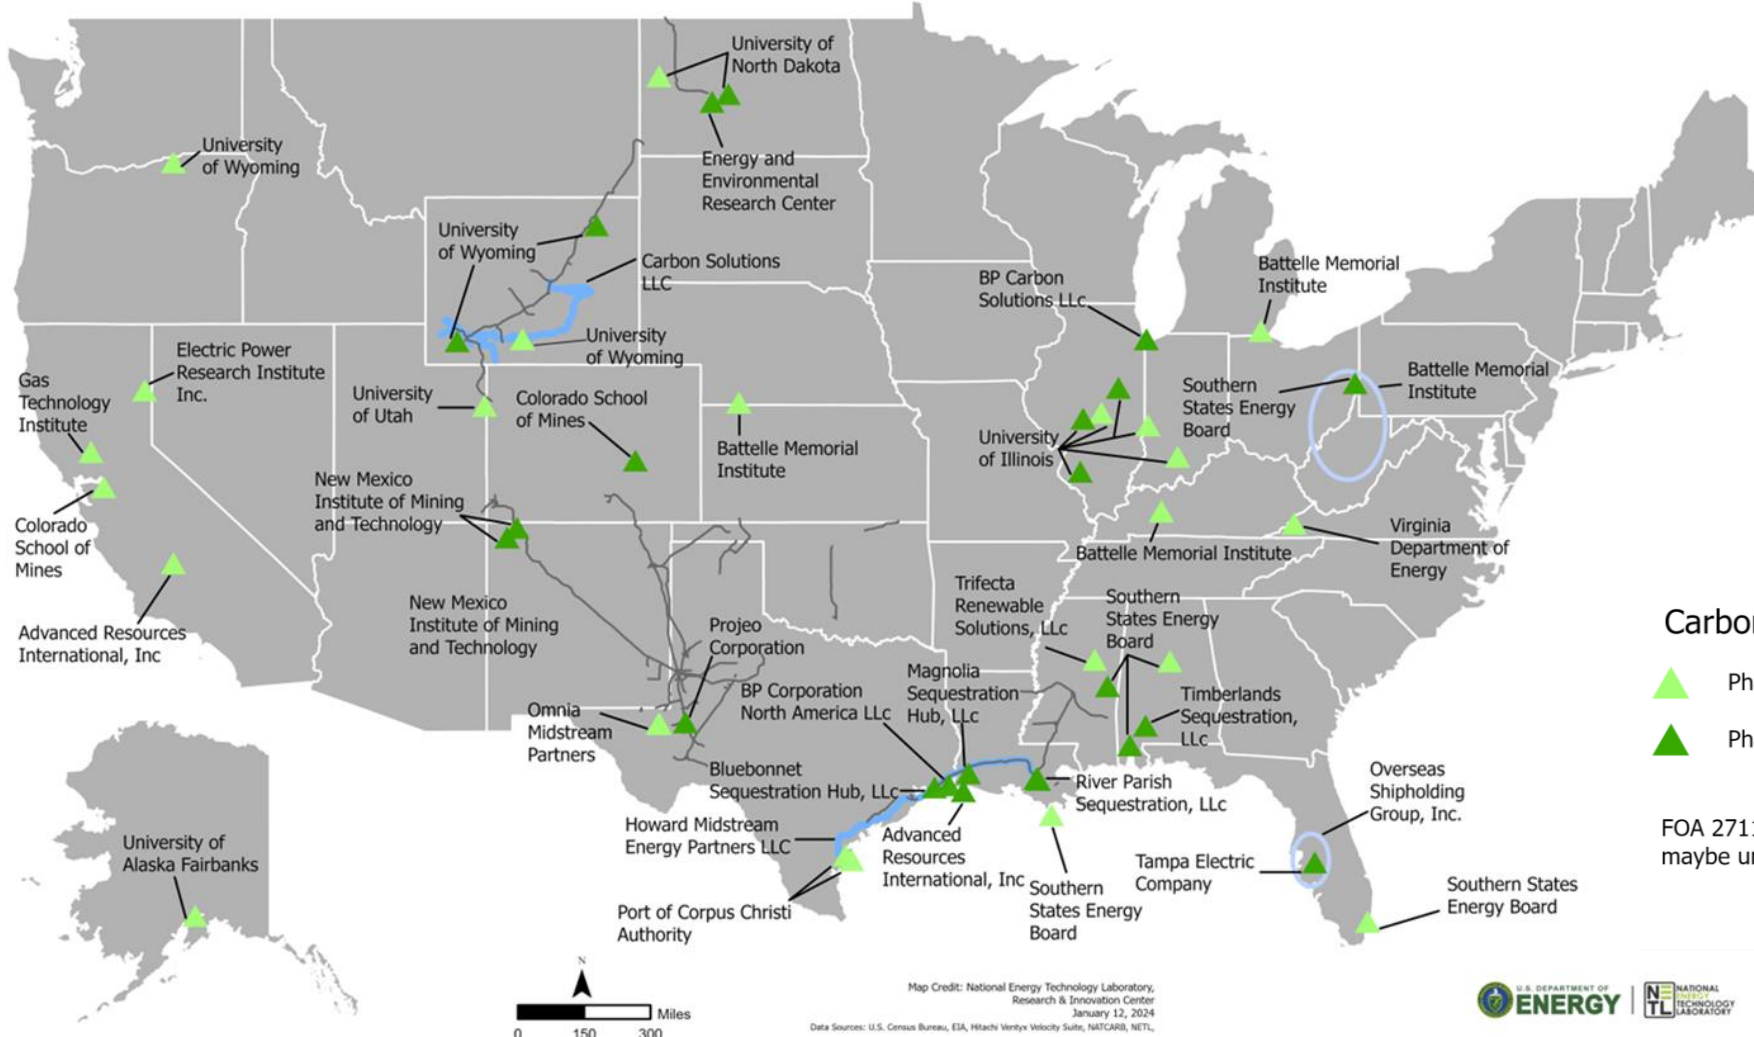 University of
North Dakota
University
of Wyoming
Energy and
Environmental
Research Center
University
of Wyoming
Carbon Solutions
LLC
Battelle Memorial
Institute
BP Carbon
Solutions LLc
University
of Wyoming
Electric Power
Research Institute
Inc.
Gas
Technology
Institute
University
of Utah
Colorado School
of Mines
Southern
States Energy
Board
Battelle Memorial
Institute
Battelle Memorial
Institute
University
of Illinois
New Mexico
Institute of Mining
and Technology
Colorado
School of
Mines
Battelle Memorial Institute
Virginia
Department of
Energy
Trifecta
Renewable
Solutions, LLc
Southern
States Energy
Board
New Mexico
Institute of Mining
and Technology
Advanced Resources
International, Inc
Projeo
Corporation
Carbon
Ph
Ph
Magnolia
Sequestration
Hub, LLc
BP Corporation
North America LLc
Timberlands
Sequestration,
LLc
Omnia
Midstream
Partners
Bluebonnet
Sequestration Hub, LLc
River Parish
Sequestration, LLc
Overseas
Shipholding
Group, Inc.
FOA 2711
maybe un
Howard Midstream
Energy Partners LLC
Advanced
Resources
International, Inc
University of
Alaska Fairbanks
Tampa Electric
Company
Southern
States Energy
Board
Southern States
Energy Board
Port of Corpus Christi
Authority
N
Miles
0 150 300
Map Credit: National Energy Technology Laboratory,
Research & Innovation Center
January 12, 2024
Data Sources: U.S. Census Bureau, EIA, Hitachi Ventyx Velocity Suite, NATCARB, NETL,
U.S. DEPARTMENT OF
ENERGY
NETL
NATIONAL
ENERGY
TECHNOLOGY
LABORATORY